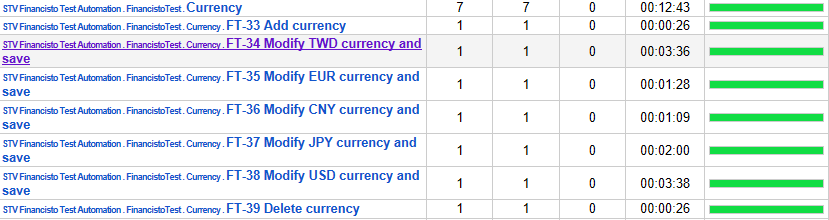 STV Financisto Test Automation . FinancistoTest . Currency 7 7 0 00:12:43
STV Financisto Test Automation . FinancistoTest . Currency . FT-33 Add currency 1 1 0 00:00:26
STV Financisto Test Automation . FinancistoTest . Currency . FT-34 Modify TWD currency and
save 1 1 0 00:03:36
STV Financisto Test Automation . FinancistoTest . Currency . FT-35 Modify EUR currency and
save 1 1 0 00:01:28
STV Financisto Test Automation . FinancistoTest . Currency . FT-36 Modify CNY currency and
save 1 1 0 00:01:09
STV Financisto Test Automation . FinancistoTest . Currency . FT-37 Modify JPY currency and
save 1 1 0 00:02:00
STV Financisto Test Automation . FinancistoTest . Currency . FT-38 Modify USD currency and
save 1 1 0 00:03:38
STV Financisto Test Automation . FinancistoTest . Currency . FT-39 Delete currency 1 1 0 00:00:26